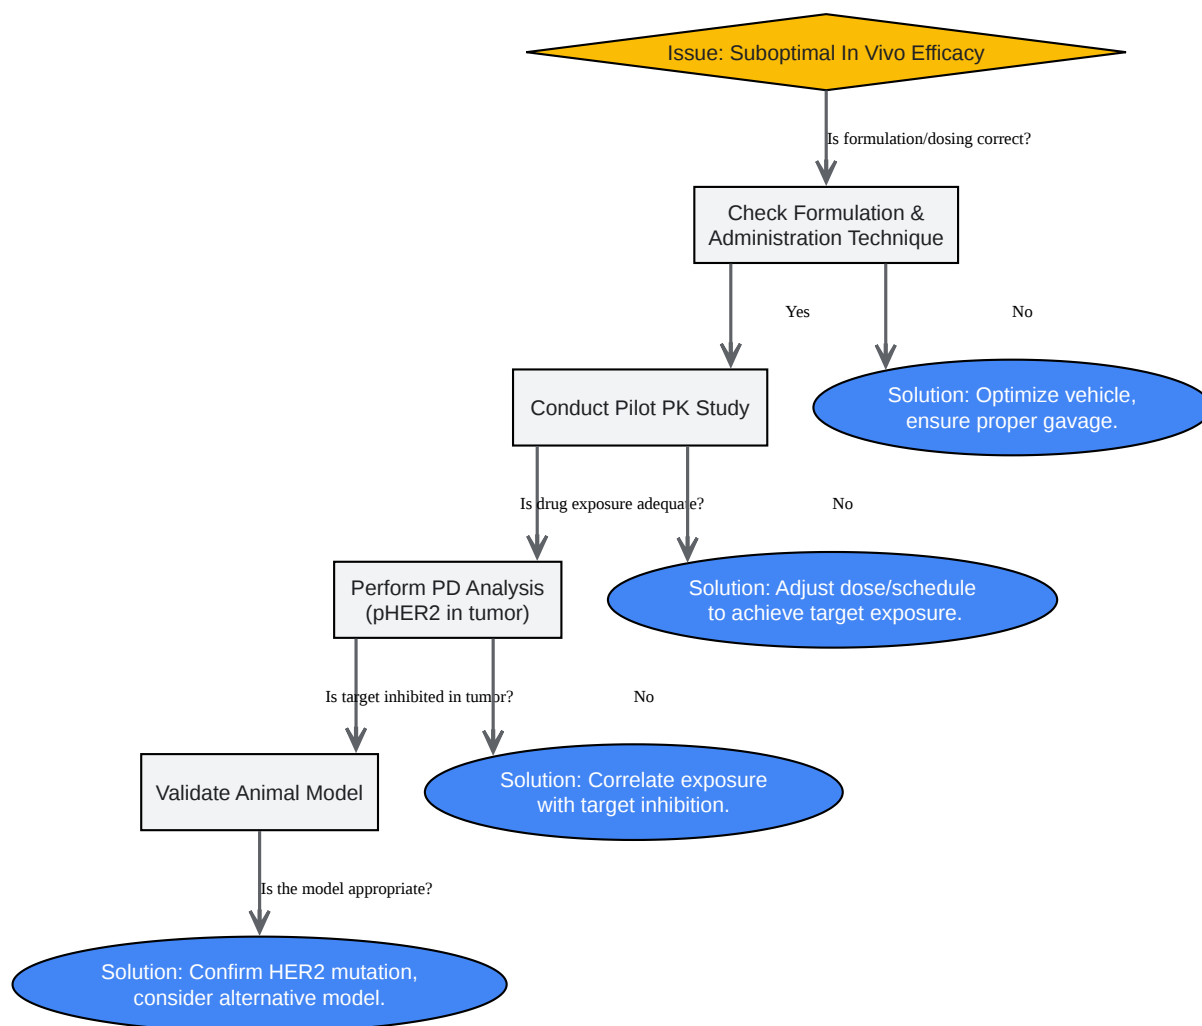 Issue: Suboptimal In Vivo Efficacy
Is formulation/dosing correct?
Check Formulation &
Administration Technique
Yes
No
Conduct Pilot PK Study
Solution: Optimize vehicle,
ensure proper gavage.
Is drug exposure adequate?
No
Perform PD Analysis
(pHER2 in tumor)
Solution: Adjust dose/schedule
to achieve target exposure.
Is target inhibited in tumor?
No
Validate Animal Model
Solution: Correlate exposure
with target inhibition.
Is the model appropriate?
Solution: Confirm HER2 mutation,
consider alternative model.